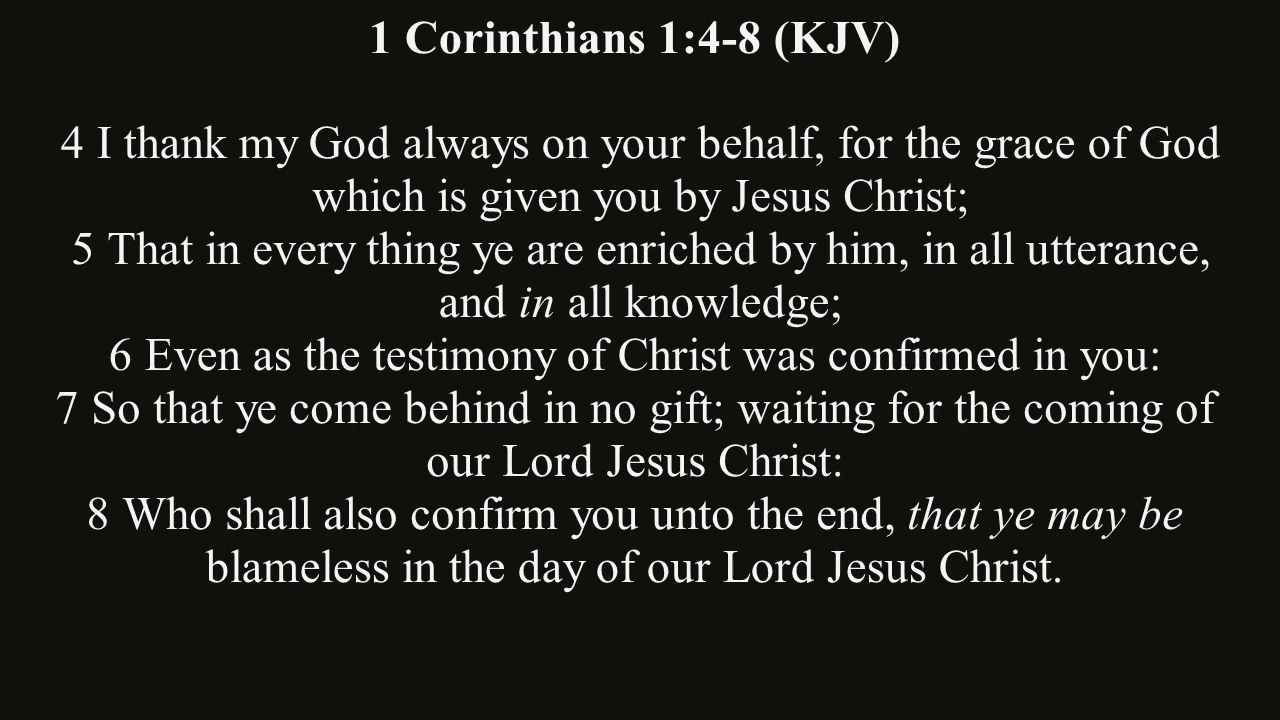 1 Corinthians 1:4-8 (KJV)
4 I thank my God always on your behalf, for the grace of God
which is given you by Jesus Christ;
5 That in every thing ye are enriched by him, in all utterance,
and in all knowledge;
6 Even as the testimony of Christ was confirmed in you:
7 So that ye come behind in no gift; waiting for the coming of
our Lord Jesus Christ:
8 Who shall also confirm you unto the end, that ye may be
blameless in the day of our Lord Jesus Christ.